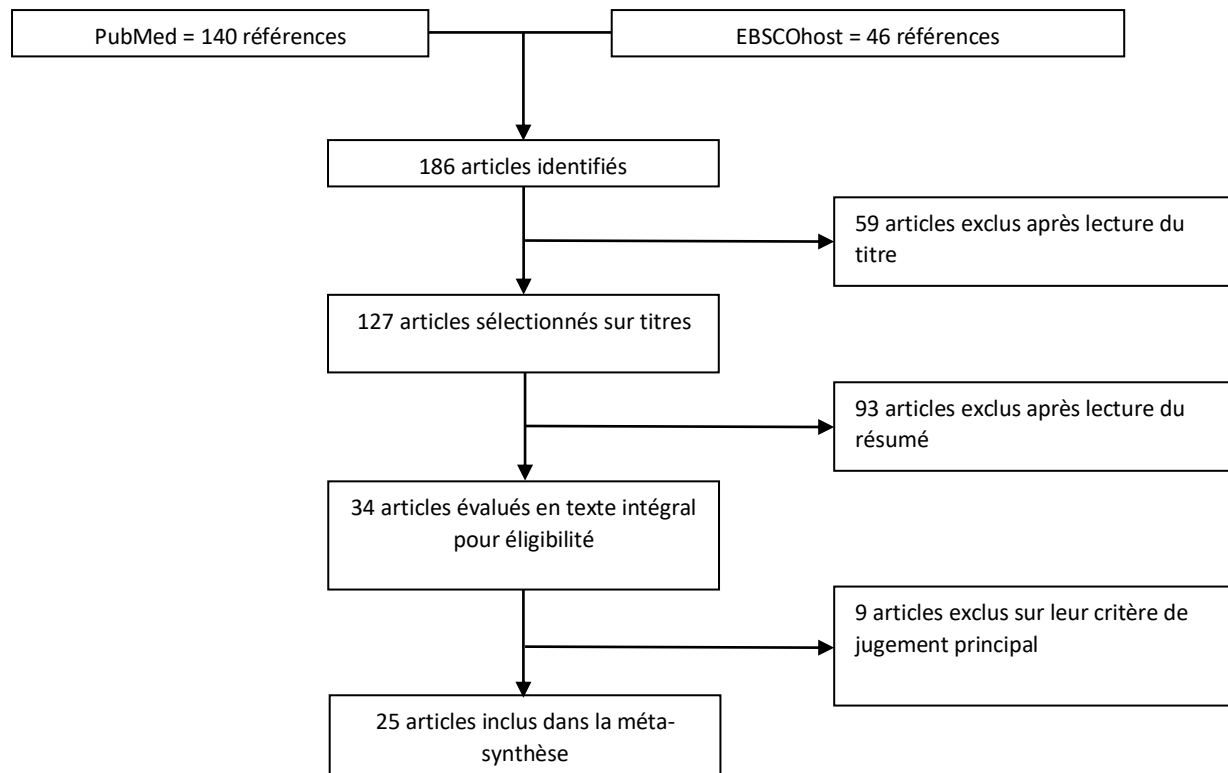 PubMed = 140 références
EBSCOhost = 46 références
186 articles identifiés
59 articles exclus après lecture du
titre
127 articles sélectionnés sur titres
93 articles exclus après lecture du
résumé
34 articles évalués en texte intégral
pour éligibilité
9 articles exclus sur leur critère de
jugement principal
25 articles inclus dans la méta-
synthèse